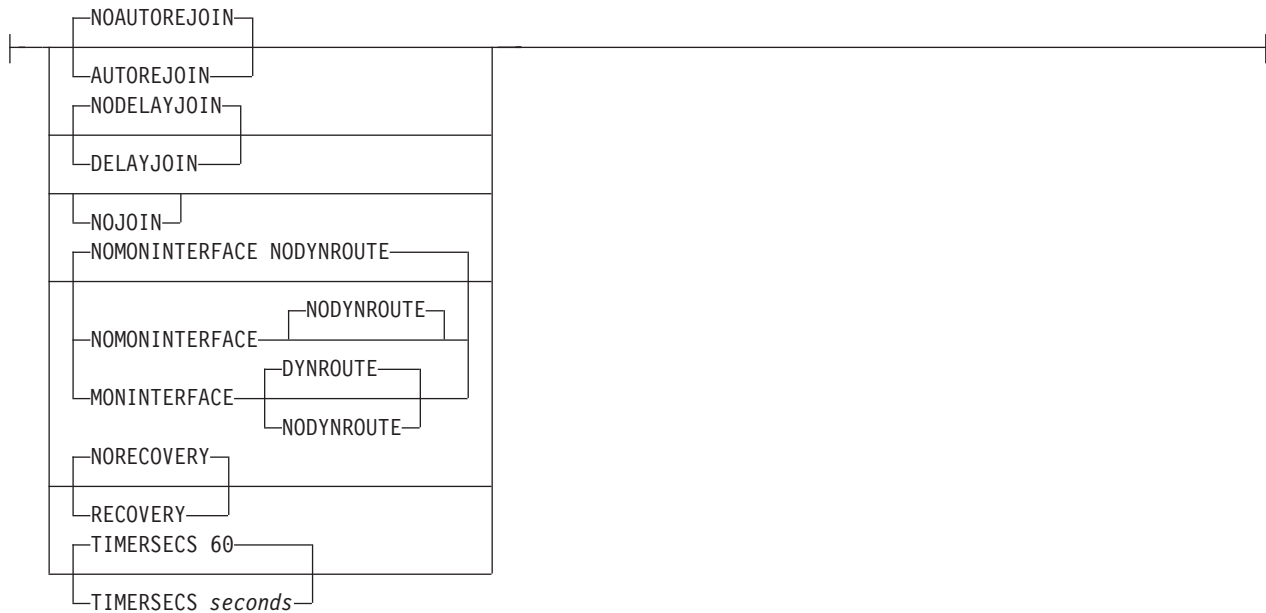 NOAUTOREJOIN
AUTOREJOIN
NODELAYJOIN
DELAYJOIN
NOJOIN
NOMONINTERFACE NODYNROUTE
NODYNROUTE
NOMONINTERFACE
DYNROUTE
MONINTERFACE
NODYNROUTE
NORECOVERY
RECOVERY
TIMERSECS 60
TIMERSECS seconds